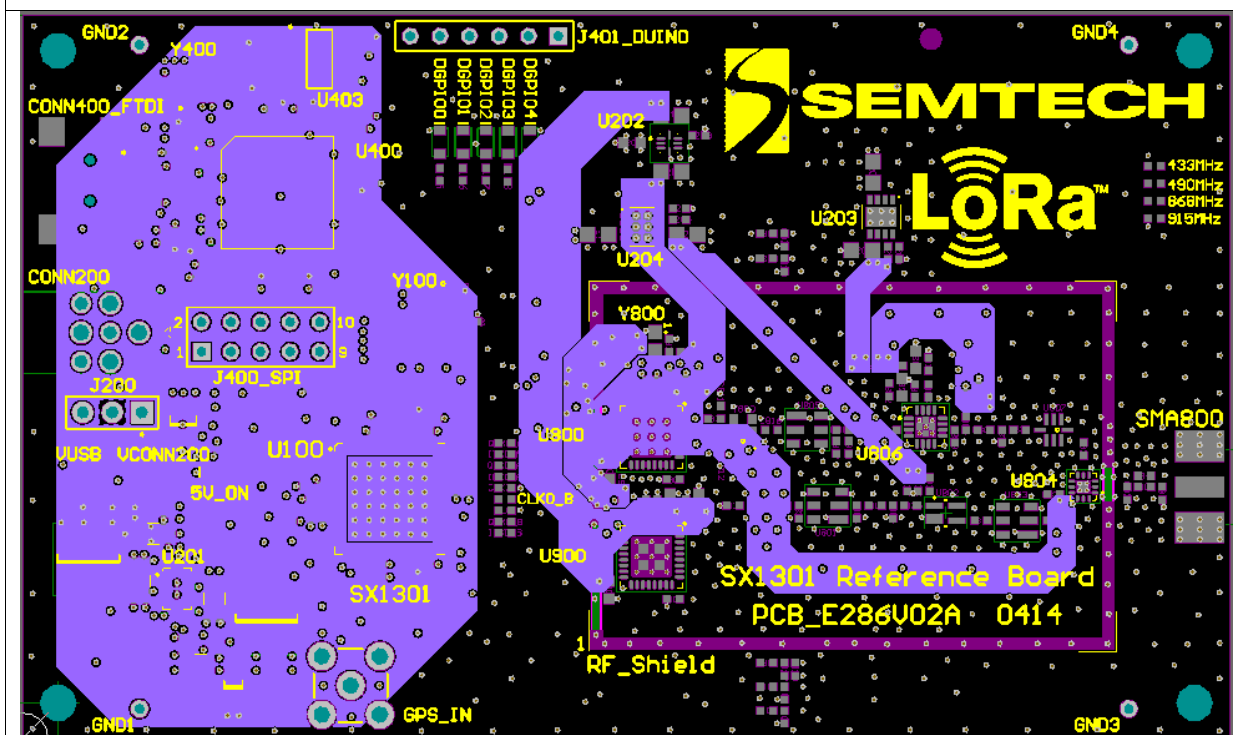 GND2
Y400
J401_DUINO
GND4
CONN400_FTDI
U403
DGPIO0
DGPIO1
DGPIO2
DGPIO3
DGPIO4
U202
SEMTECH
U400
LoRa™
433MHz
490MHz
868MHz
915MHz
U203
U204
CONN200
Y100
A800
2
10
1
9
J400_SPI
J200
VUSB
VCONN200
U100
U800
U806
SMA800
5V_ON
CLKO_B
U804
U201
U900
SX1301
SX1301 Reference Board
PCB_E286V02A 0414
1
RF_Shield
GPS_IN
GND1
GND3